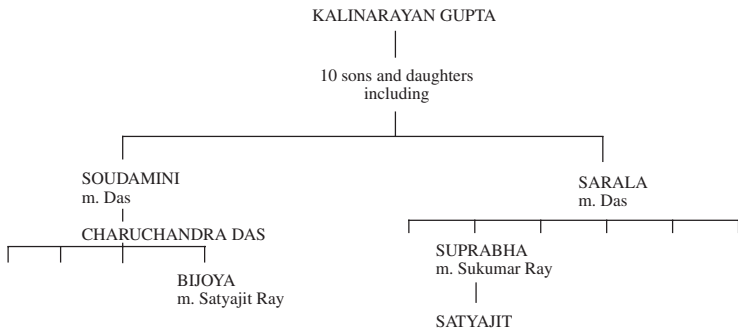 KALINARAYAN GUPTA
10 sons and daughters
including
SOUDAMINI
m. Das
SARALA
m. Das
CHARUCHANDRA DAS
SUPRABHA
m. Sukumar Ray
BIJOYA
m. Satyajit Ray
SATYAJIT